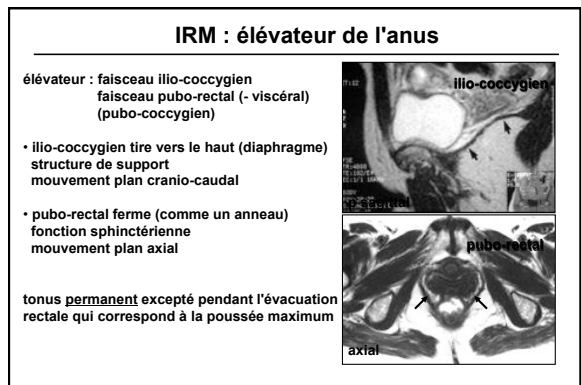 IRM : élévateur de l'anus
élévateur : faisceau ilio-coccygien
faisceau pubo-rectal (- viscéral)
(pubo-coccygien)
• ilio-coccygien tire vers le haut (diaphragme)
structure de support
mouvement plan cranio-caudal
• pubo-rectal ferme (comme un anneau)
fonction sphinctérienne
mouvement plan axial
tonus permanent excepté pendant l'évacuation
rectale qui correspond à la poussée maximum
ilio-coccygien
p-sagittal
pubo-rectal
axial